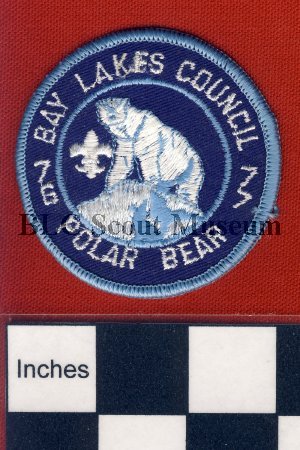 BAY LAKES COUNCIL
76 77
POLAR BEAR
BLC Scout Museum
Inches